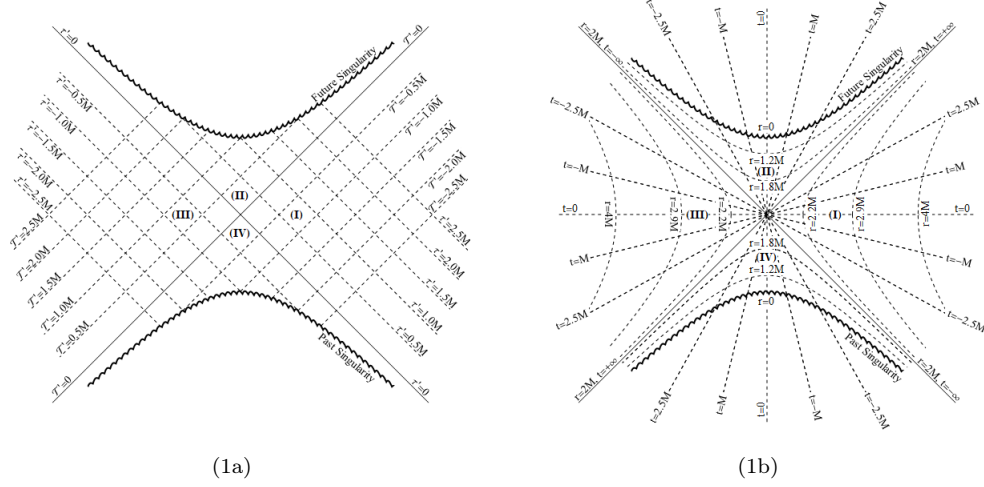 r'=0
r'=−0.5M
r'=−1.0M
r'=−1.5M
r'=−2.0M
r'=−2.5M
𝒯'=2.5M
𝒯'=2.0M
𝒯'=1.5M
𝒯'=1.0M
𝒯'=0.5M
𝒯'=0
Future Singularity
(II)
(III)
(I)
(IV)
Past Singularity
𝒯'=0
𝒯'=−0.5M
𝒯'=−1.0M
𝒯'=−1.5M
𝒯'=−2.0M
𝒯'=−2.5M
r'=2.5M
r'=2.0M
r'=1.5M
r'=1.0M
r'=0.5M
r'=0
(1a)
r=2M, t=−∞
t=−2.5M
t=−M
t=0
t=M
t=2.5M
r=2M, t=+∞
Future Singularity
r=0
r=1.2M
(II)
r=1.8M
t=−2.5M
t=−M
t=0
t=M
t=2.5M
r=4M
r=2.9M
(III)
r=2.2M
r=2.2M
(I)
r=2.9M
r=4M
t=2.5M
t=M
t=0
t=−M
t=−2.5M
r=1.8M
(IV)
r=1.2M
r=0
Past Singularity
r=2M, t=+∞
t=2.5M
t=M
t=0
t=−M
t=−2.5M
r=2M, t=−∞
(1b)